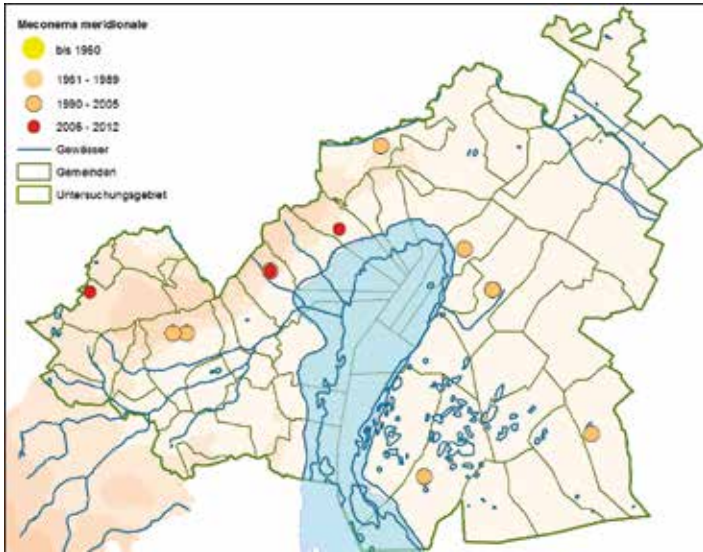 Meconema meridionale
bis 1960
1961 - 1989
1990 - 2005
2006 - 2012
Gewässer
Gemeinden
Untersuchungsgebiet